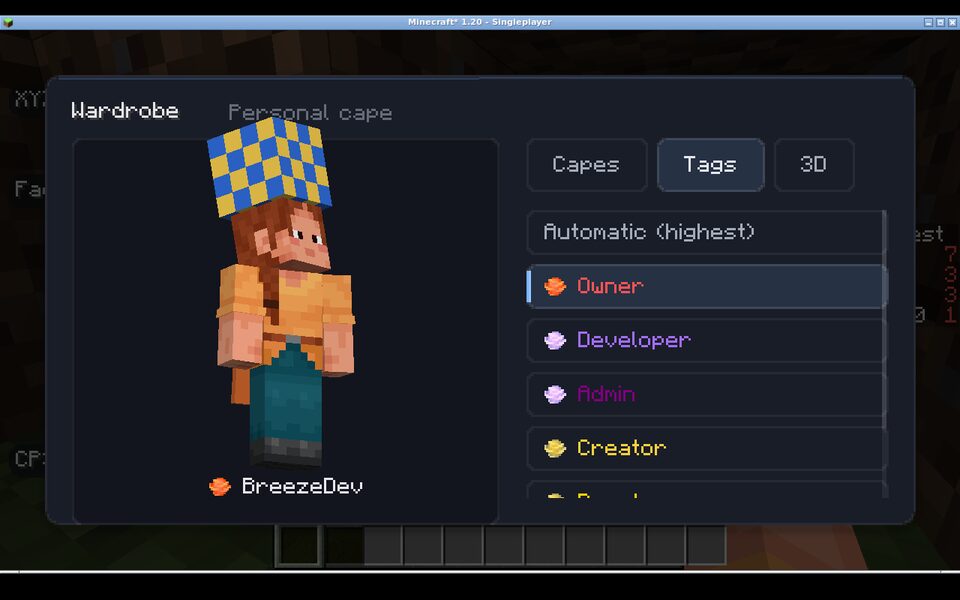 Minecraft* 1.20 - Singleplayer
Wardrobe
Personal cape
Capes
Tags
3D
Automatic (highest)
Owner
Developer
Admin
Creator
BreezeDev